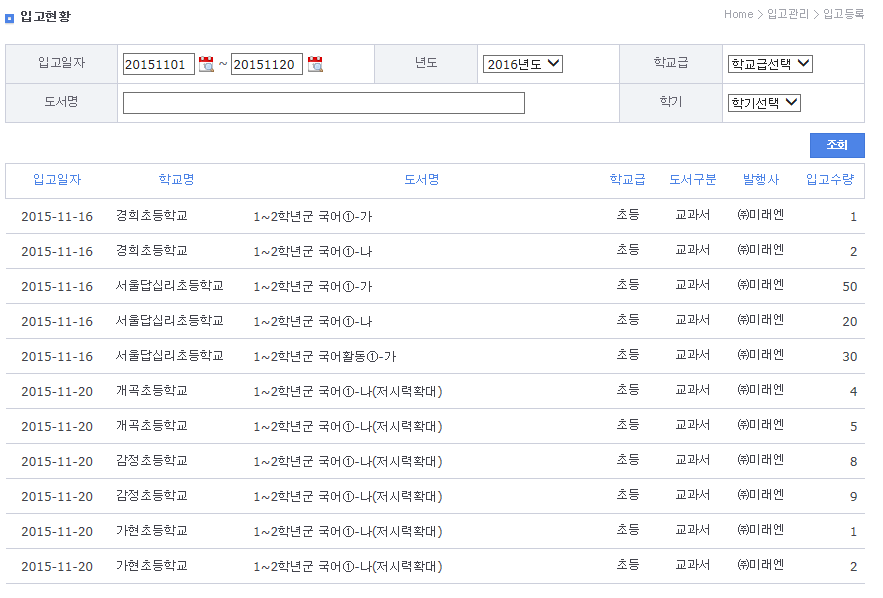 입고현황
Home > 입고관리 > 입고등록
입고일자 20151101 ~ 20151120 년도 2016년도 학교급 학교급선택
도서명 학기 학기선택
조회
입고일자 학교명 도서명 학교급 도서구분 발행사 입고수량
2015-11-16 경희초등학교 1~2학년군 국어①-가 초등 교과서 ㈜미래엔 1
2015-11-16 경희초등학교 1~2학년군 국어①-나 초등 교과서 ㈜미래엔 2
2015-11-16 서울답십리초등학교 1~2학년군 국어①-가 초등 교과서 ㈜미래엔 50
2015-11-16 서울답십리초등학교 1~2학년군 국어①-나 초등 교과서 ㈜미래엔 20
2015-11-16 서울답십리초등학교 1~2학년군 국어활동①-가 초등 교과서 ㈜미래엔 30
2015-11-20 개곡초등학교 1~2학년군 국어①-나(저시력확대) 초등 교과서 ㈜미래엔 4
2015-11-20 개곡초등학교 1~2학년군 국어①-나(저시력확대) 초등 교과서 ㈜미래엔 5
2015-11-20 감정초등학교 1~2학년군 국어①-나(저시력확대) 초등 교과서 ㈜미래엔 8
2015-11-20 감정초등학교 1~2학년군 국어①-나(저시력확대) 초등 교과서 ㈜미래엔 9
2015-11-20 가현초등학교 1~2학년군 국어①-나(저시력확대) 초등 교과서 ㈜미래엔 1
2015-11-20 가현초등학교 1~2학년군 국어①-나(저시력확대) 초등 교과서 ㈜미래엔 2